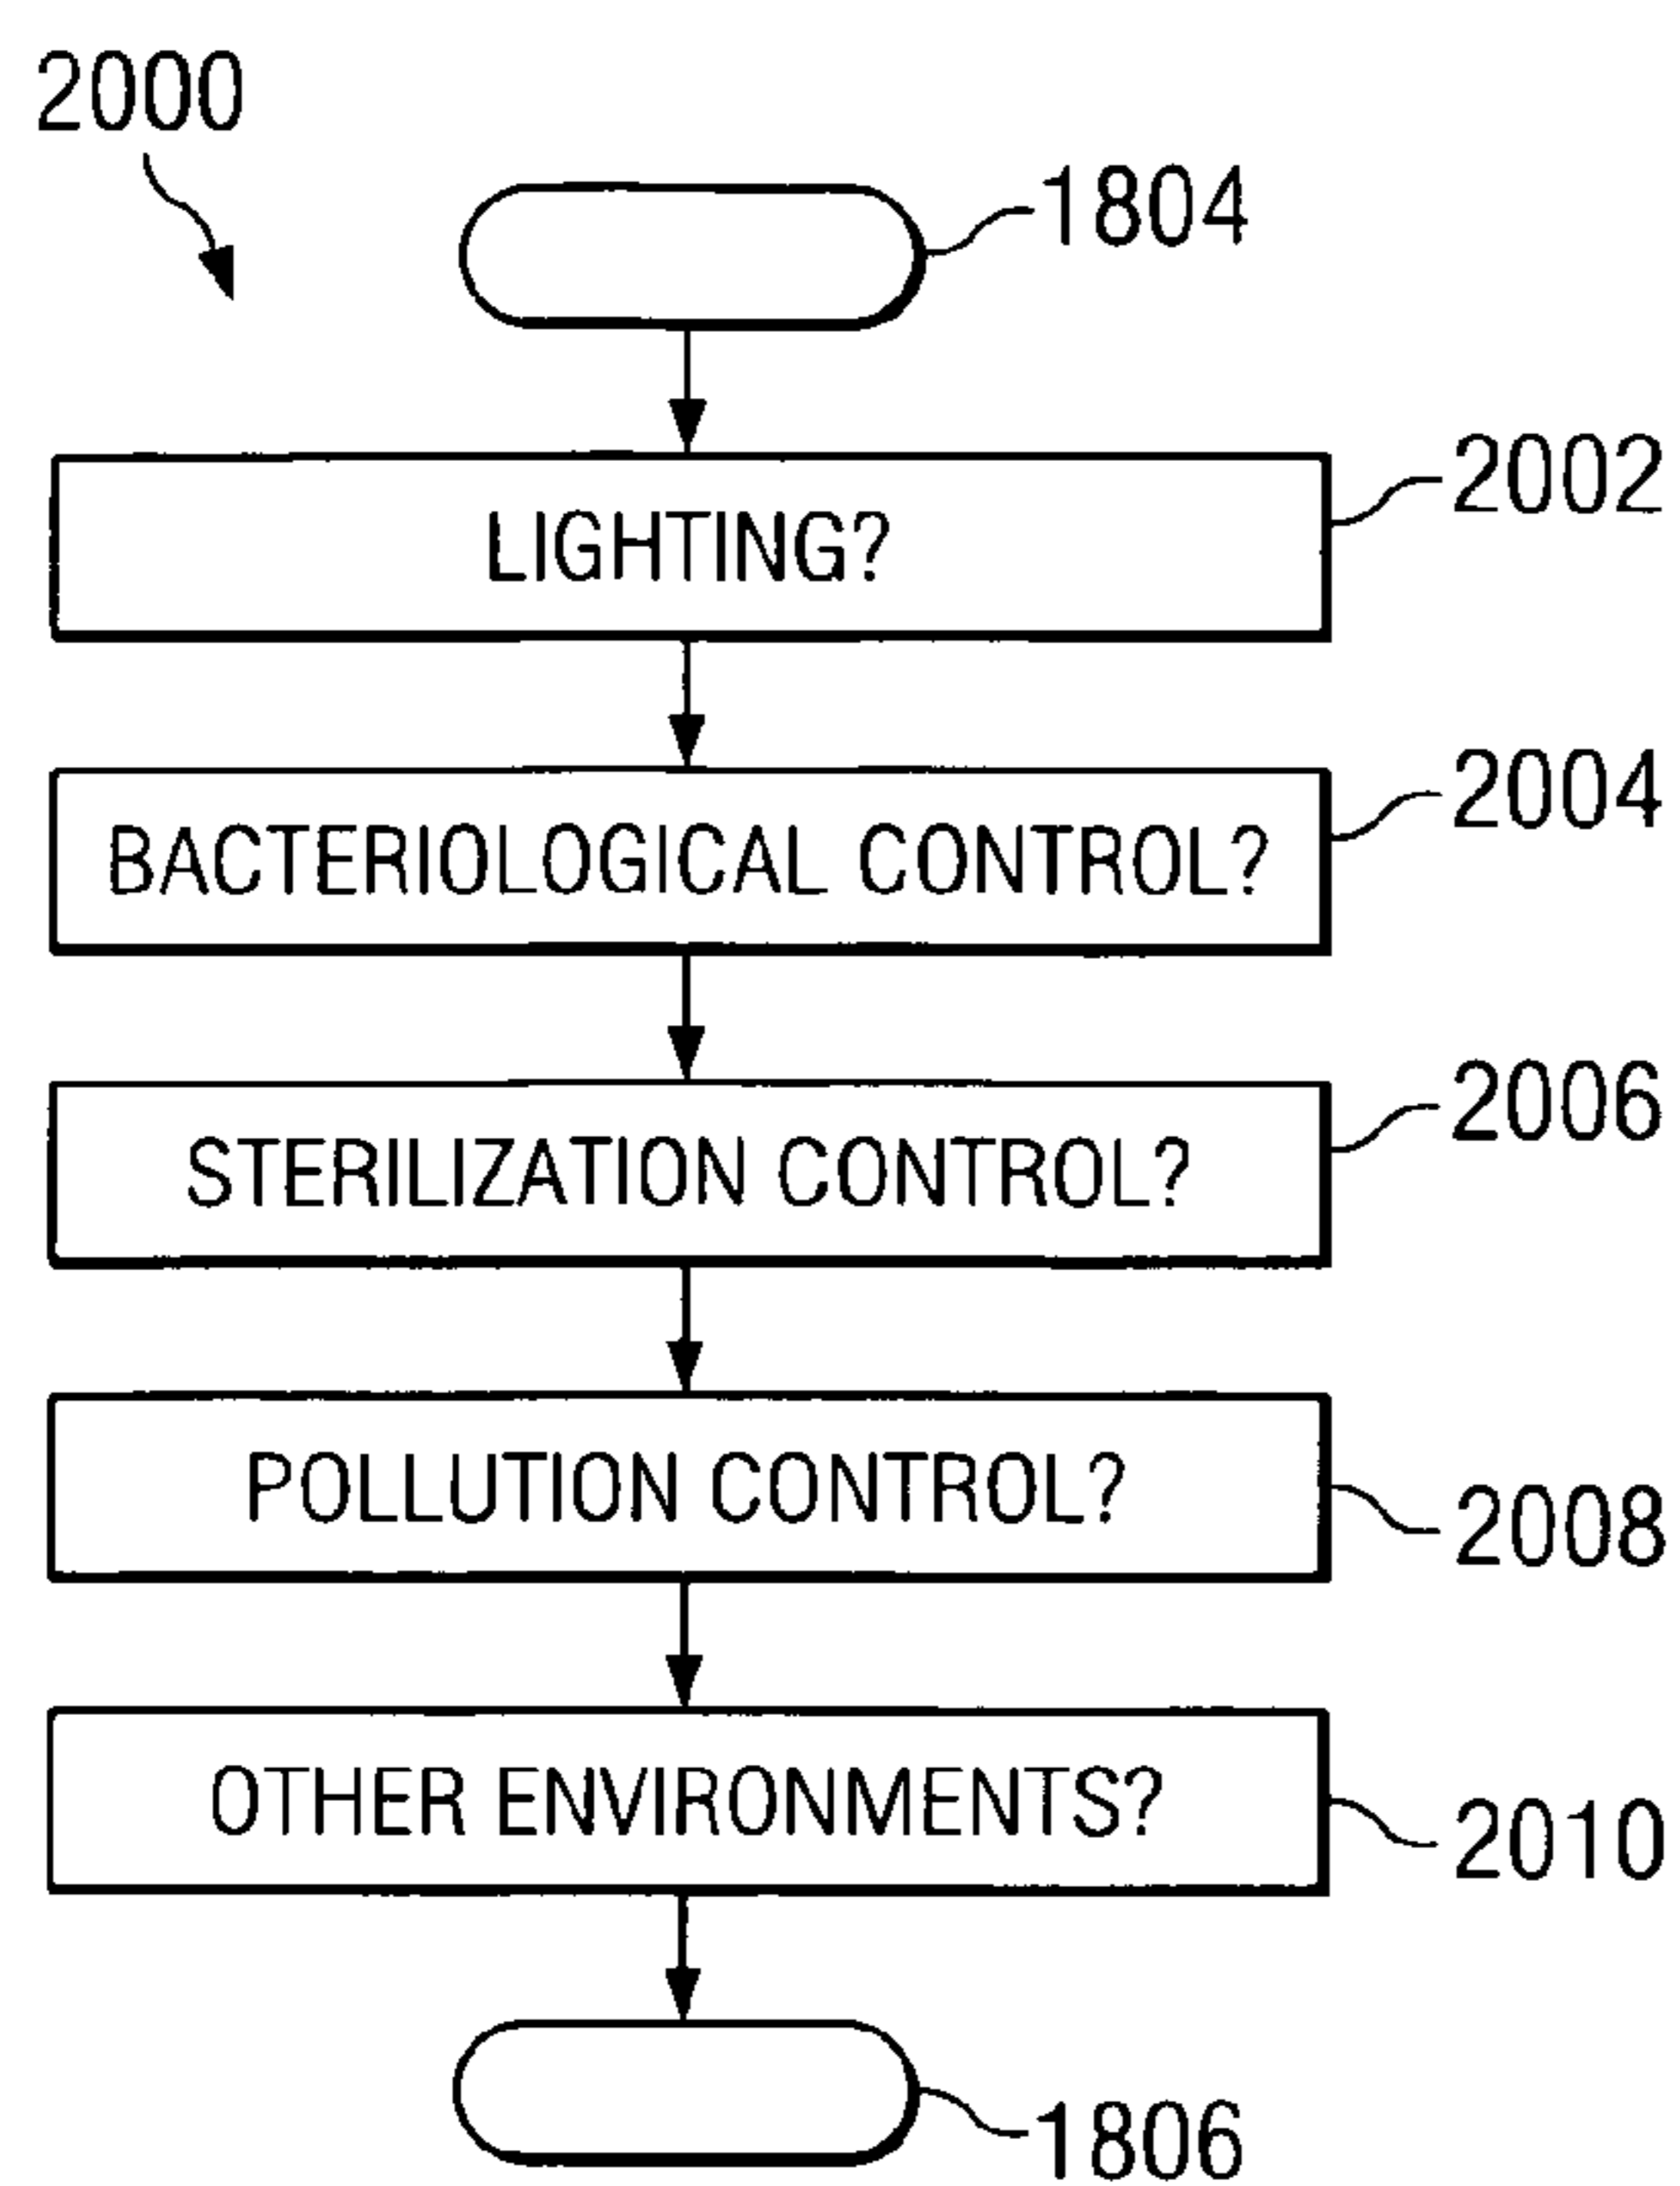 2000
1804
LIGHTING?
2002
BACTERIOLOGICAL CONTROL?
2004
STERILIZATION CONTROL?
2006
POLLUTION CONTROL?
2008
OTHER ENVIRONMENTS?
2010
1806